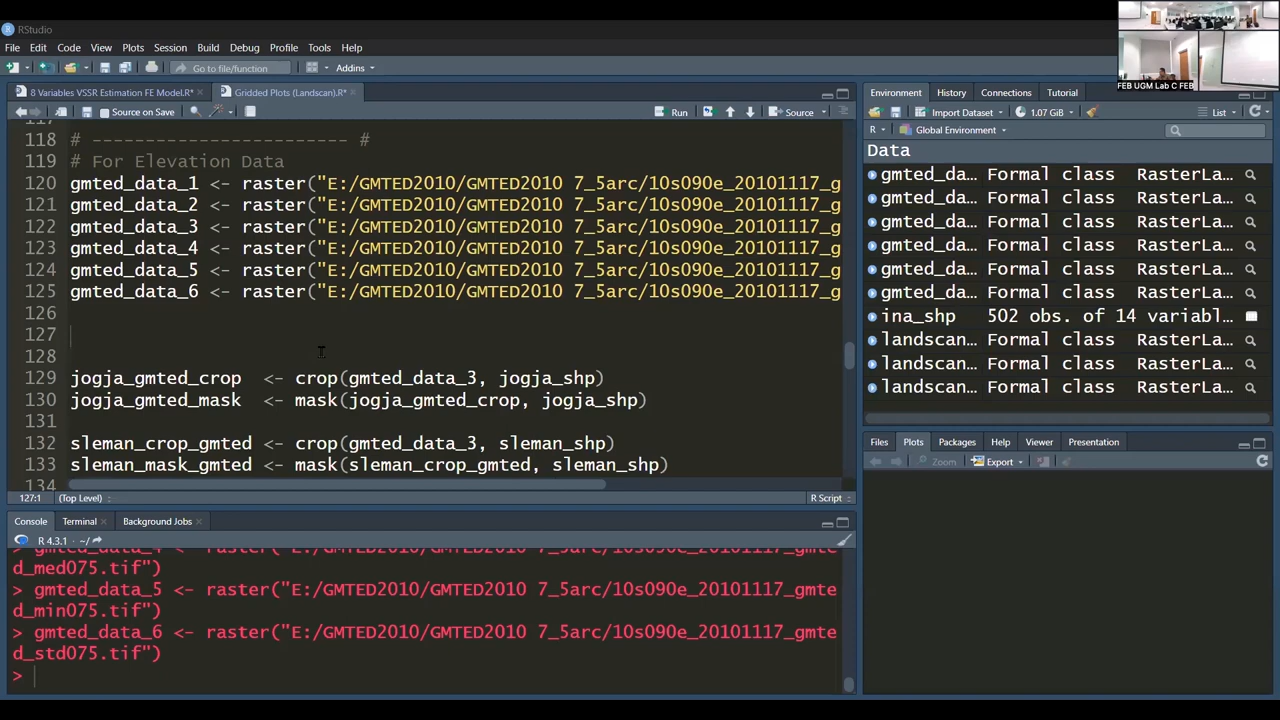 RStudio
File Edit Code View Plots Session Build Debug Profile Tools Help
Go to file/function Addins
8 Variables VSSR Estimation FE Model.R* Gridded Plots (Landscan).R*
Source on Save Run Source
118 # ------------------------ #
119 # For Elevation Data
120 gmted_data_1 <- raster("E:/GMTED2010/GMTED2010 7_5arc/10s090e_20101117_g
121 gmted_data_2 <- raster("E:/GMTED2010/GMTED2010 7_5arc/10s090e_20101117_g
122 gmted_data_3 <- raster("E:/GMTED2010/GMTED2010 7_5arc/10s090e_20101117_g
123 gmted_data_4 <- raster("E:/GMTED2010/GMTED2010 7_5arc/10s090e_20101117_g
124 gmted_data_5 <- raster("E:/GMTED2010/GMTED2010 7_5arc/10s090e_20101117_g
125 gmted_data_6 <- raster("E:/GMTED2010/GMTED2010 7_5arc/10s090e_20101117_g
126
127
128
129 jogja_gmted_crop <- crop(gmted_data_3, jogja_shp)
130 jogja_gmted_mask <- mask(jogja_gmted_crop, jogja_shp)
131
132 sleman_crop_gmted <- crop(gmted_data_3, sleman_shp)
133 sleman_mask_gmted <- mask(sleman_crop_gmted, sleman_shp)
134
127:1 (Top Level) R Script
Console Terminal Background Jobs
R 4.3.1 · ~/
> gmted_data_4 <- raster("E:/GMTED2010/GMTED2010 7_5arc/10s090e_20101117_gmte
d_med075.tif")
> gmted_data_5 <- raster("E:/GMTED2010/GMTED2010 7_5arc/10s090e_20101117_gmte
d_min075.tif")
> gmted_data_6 <- raster("E:/GMTED2010/GMTED2010 7_5arc/10s090e_20101117_gmte
d_std075.tif")
>
FEB UGM Lab C FEB
Environment History Connections Tutorial
Import Dataset 1.07 GiB List
R Global Environment
Data
gmted_da… Formal class RasterLa…
gmted_da… Formal class RasterLa…
gmted_da… Formal class RasterLa…
gmted_da… Formal class RasterLa…
gmted_da… Formal class RasterLa…
gmted_da… Formal class RasterLa…
ina_shp 502 obs. of 14 variabl…
landscan… Formal class RasterLa…
landscan… Formal class RasterLa…
landscan… Formal class RasterLa…
Files Plots Packages Help Viewer Presentation
Zoom Export